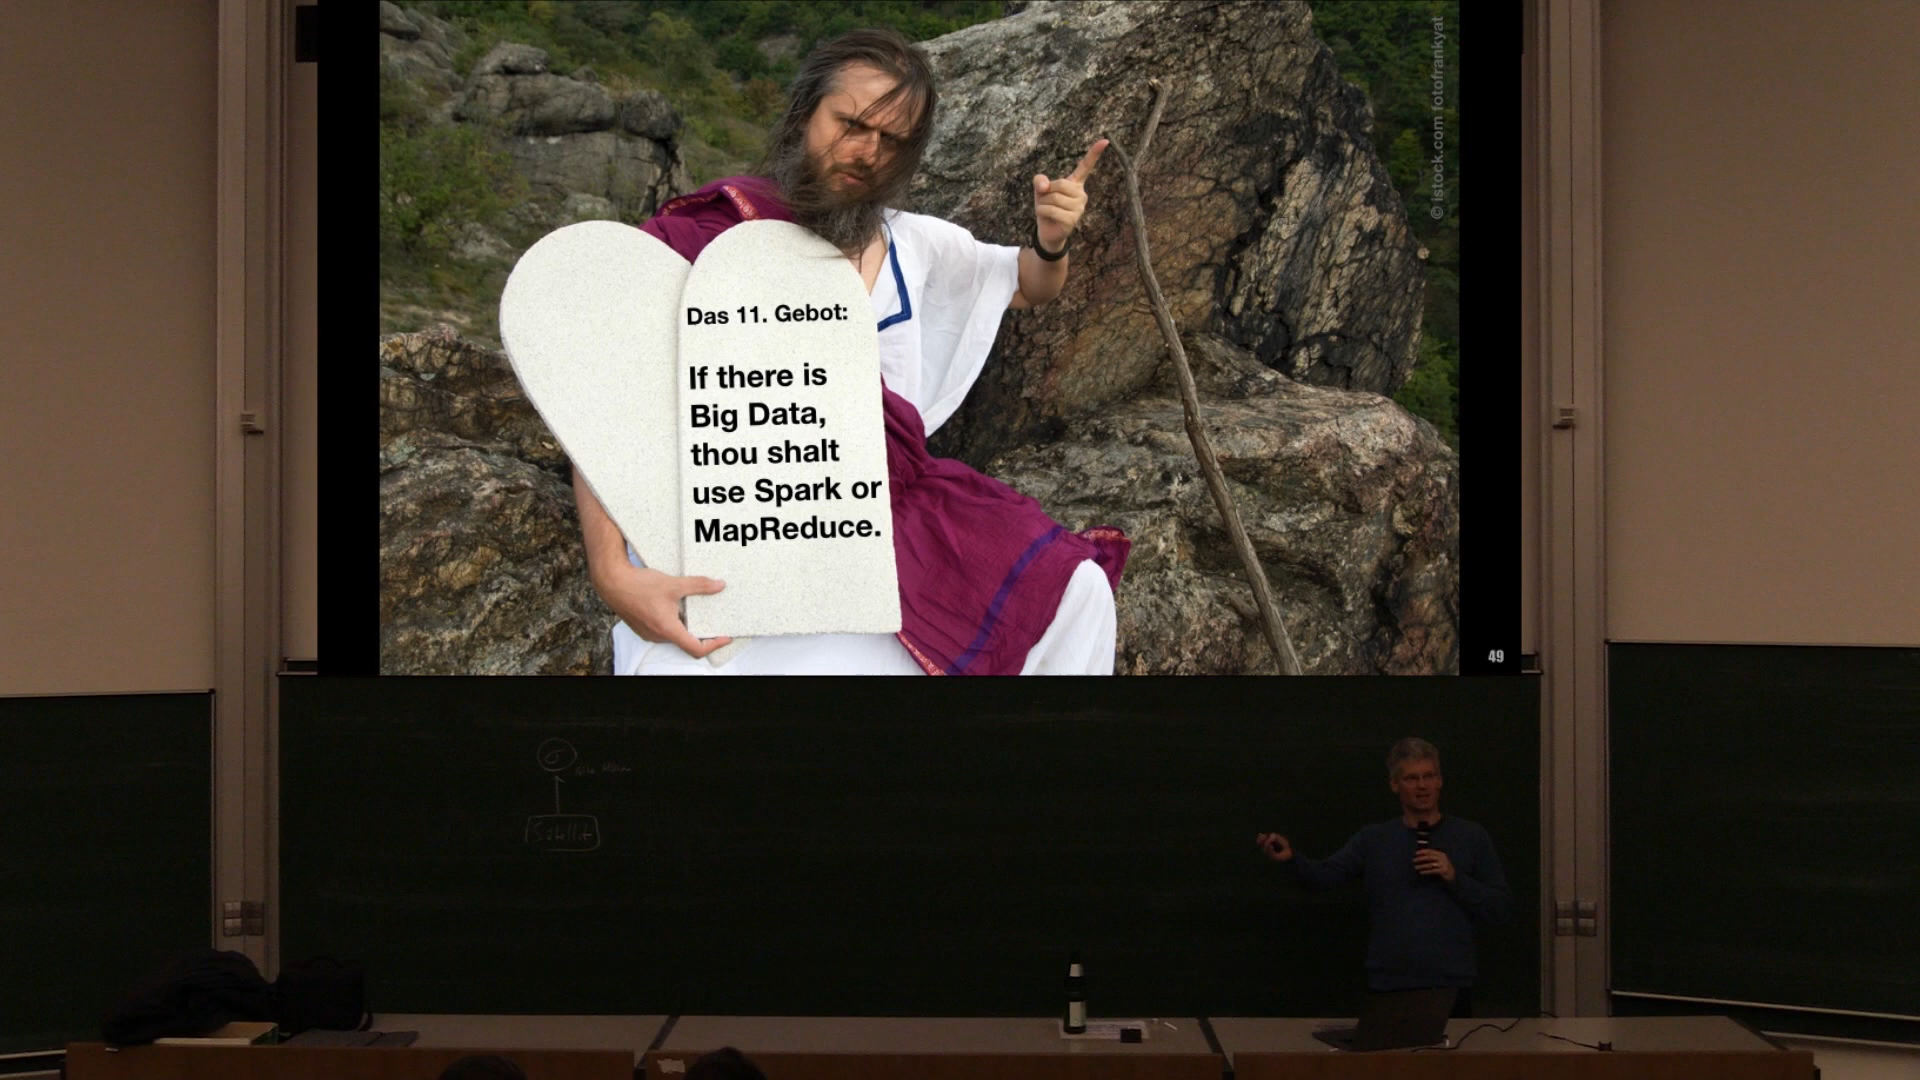 © istock.com fotofrankyat
Das 11. Gebot:
If there is
Big Data,
thou shalt
use Spark or
MapReduce.
49
σ